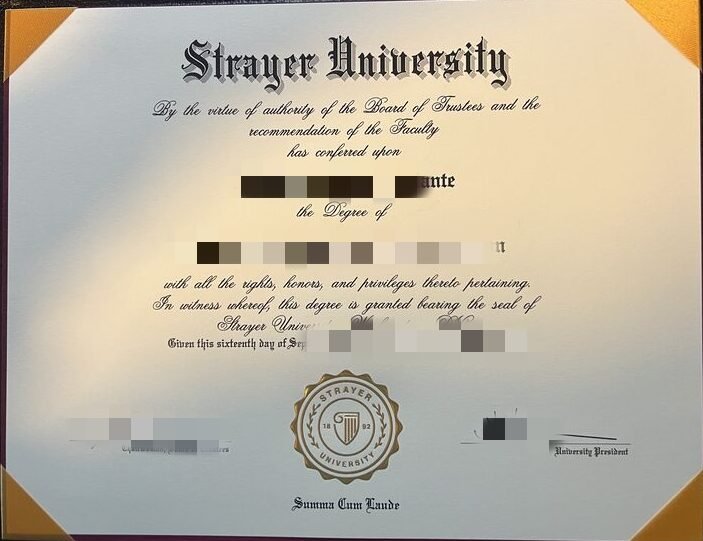 Strayer University
By the virtue of authority of the Board of Trustees and the
recommendation of the Faculty
has conferred upon
the Degree of
with all the rights, honors, and privileges thereto pertaining.
In witness whereof, this degree is granted bearing the seal of
Strayer
Given this sixteenth day of
STRAYER
18 92
UNIVERSITY
University President
Summa Cum Laude